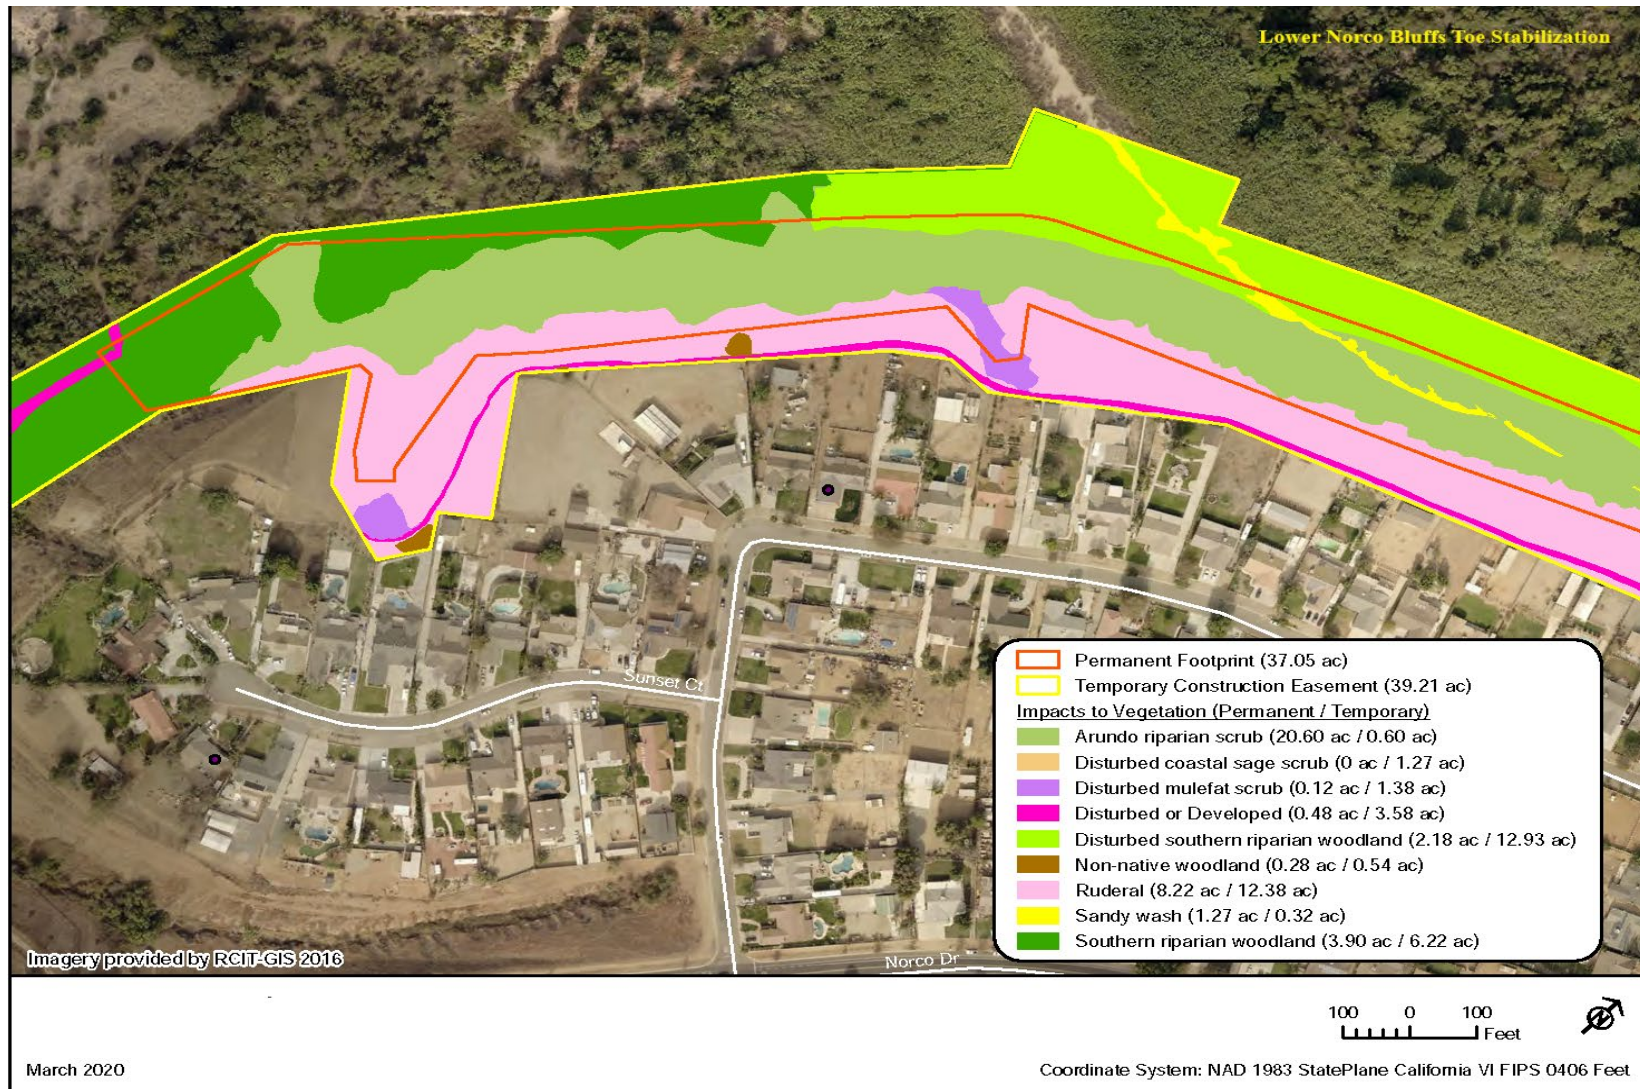 Lower Norco Bluffs Toe Stabilization
Sunset Ct
Permanent Footprint (37.05 ac)
Temporary Construction Easement (39.21 ac)
Impacts to Vegetation (Permanent / Temporary)
Arundo riparian scrub (20.60 ac / 0.60 ac)
Disturbed coastal sage scrub (0 ac / 1.27 ac)
Disturbed mulefat scrub (0.12 ac / 1.38 ac)
Disturbed or Developed (0.48 ac / 3.58 ac)
Disturbed southern riparian woodland (2.18 ac / 12.93 ac)
Non-native woodland (0.28 ac / 0.54 ac)
Ruderal (8.22 ac / 12.38 ac)
Sandy wash (1.27 ac / 0.32 ac)
Southern riparian woodland (3.90 ac / 6.22 ac)
Imagery provided by RCIT-GIS 2016
Norco Dr
100 0 100
Feet
N
March 2020
Coordinate System: NAD 1983 StatePlane California VI FIPS 0406 Feet